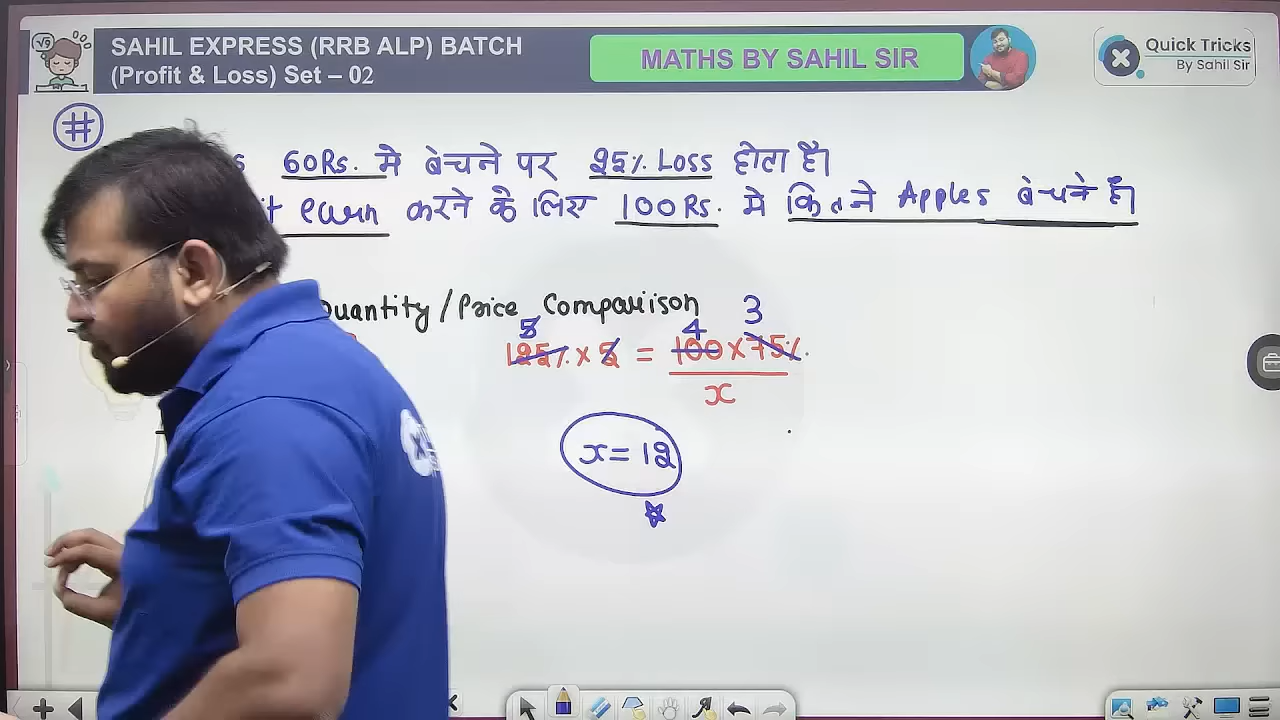 SAHIL EXPRESS (RRB ALP) BATCH
(Profit & Loss) Set – 02
MATHS BY SAHIL SIR
Quick Tricks
By Sahil Sir
#
60Rs. में बेचने पर 25% Loss होता है।
earn करने के लिए 100Rs. में कितने Apples बेचने है।
Quantity/Price Comparison
5 4 3
125% × 5 = 100×75%
x
x = 12